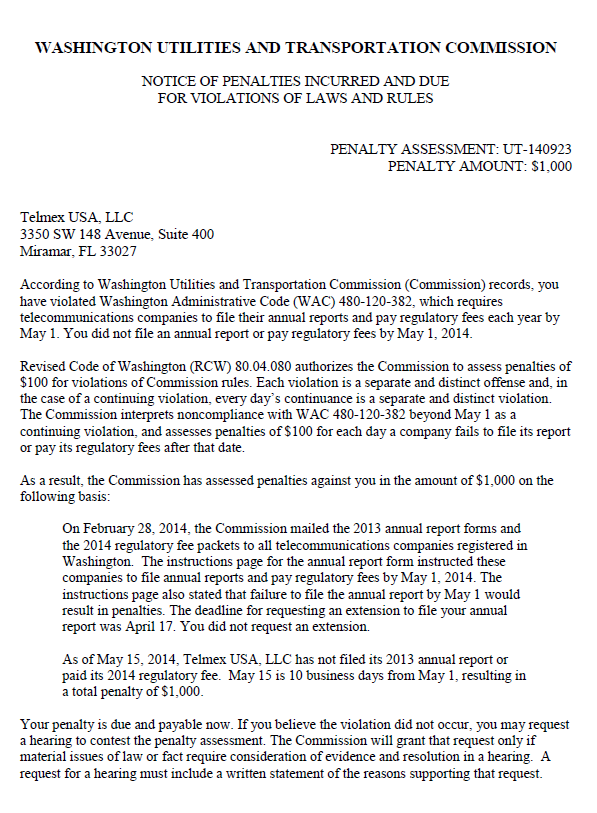 WASHINGTON UTILITIES AND TRANSPORTATION COMMISSION
NOTICE OF PENALTIES INCURRED AND DUE
FOR VIOLATIONS OF LAWS AND RULES
PENALTY ASSESSMENT: UT-140923
PENALTY AMOUNT: $1,000
Telmex USA, LLC
3350 SW 148 Avenue, Suite 400
Miramar, FL 33027
According to Washington Utilities and Transportation Commission (Commission) records, you
have violated Washington Administrative Code (WAC) 480-120-382, which requires
telecommunications companies to file their annual reports and pay regulatory fees each year by
May 1. You did not file an annual report or pay regulatory fees by May 1, 2014.
Revised Code of Washington (RCW) 80.04.080 authorizes the Commission to assess penalties of
$100 for violations of Commission rules. Each violation is a separate and distinct offense and, in
the case of a continuing violation, every day's continuance is a separate and distinct violation.
The Commission interprets noncompliance with WAC 480-120-382 beyond May 1 as a
continuing violation, and assesses penalties of $100 for each day a company fails to file its report
or pay its regulatory fees after that date.
As a result, the Commission has assessed penalties against you in the amount of $1,000 on the
following basis:
On February 28, 2014, the Commission mailed the 2013 annual report forms and
the 2014 regulatory fee packets to all telecommunications companies registered in
Washington.  The instructions page for the annual report form instructed these
companies to file annual reports and pay regulatory fees by May 1, 2014. The
instructions page also stated that failure to file the annual report by May 1 would
result in penalties. The deadline for requesting an extension to file your annual
report was April 17. You did not request an extension.
As of May 15, 2014, Telmex USA, LLC has not filed its 2013 annual report or
paid its 2014 regulatory fee.  May 15 is 10 business days from May 1, resulting in
a total penalty of $1,000.
Your penalty is due and payable now. If you believe the violation did not occur, you may request
a hearing to contest the penalty assessment. The Commission will grant that request only if
material issues of law or fact require consideration of evidence and resolution in a hearing.  A
request for a hearing must include a written statement of the reasons supporting that request.